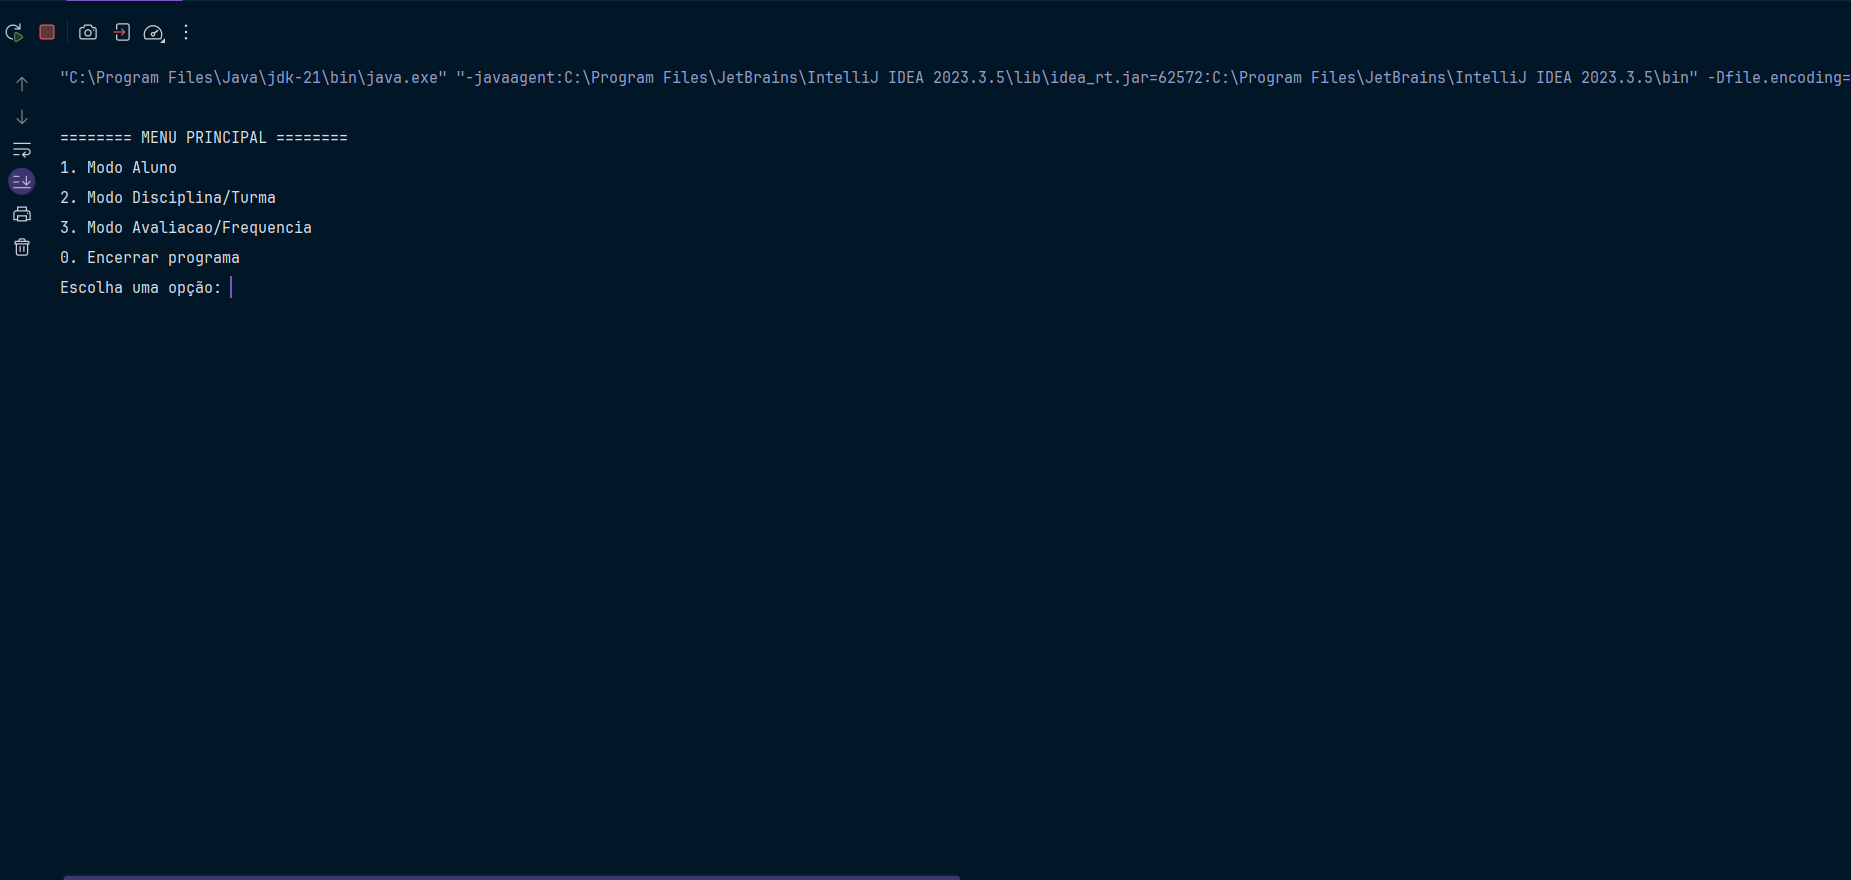 "C:\Program Files\Java\jdk-21\bin\java.exe" "-javaagent:C:\Program Files\JetBrains\IntelliJ IDEA 2023.3.5\lib\idea_rt.jar=62572:C:\Program Files\JetBrains\IntelliJ IDEA 2023.3.5\bin" -Dfile.encoding=
======== MENU PRINCIPAL ========
1. Modo Aluno
2. Modo Disciplina/Turma
3. Modo Avaliacao/Frequencia
0. Encerrar programa
Escolha uma opção: